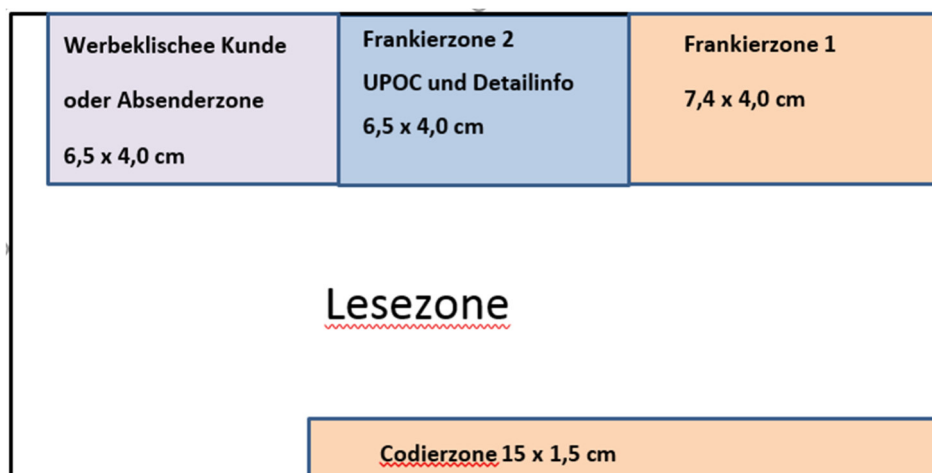 Werbeklischee Kunde
oder Absenderzone
6,5 x 4,0 cm
Frankierzone 2
UPOC und Detailinfo
6,5 x 4,0 cm
Frankierzone 1
7,4 x 4,0 cm
Lesezone
Codierzone 15 x 1,5 cm